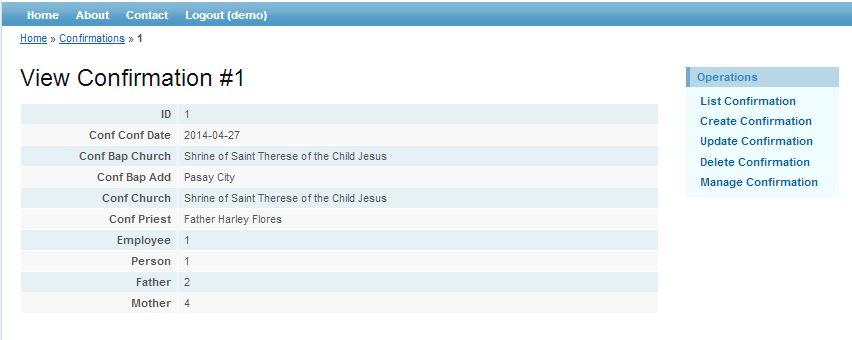 Home About Contact Logout (demo)
Home » Confirmations » 1
View Confirmation #1
ID 1
Conf Conf Date 2014-04-27
Conf Bap Church Shrine of Saint Therese of the Child Jesus
Conf Bap Add Pasay City
Conf Church Shrine of Saint Therese of the Child Jesus
Conf Priest Father Harley Flores
Employee 1
Person 1
Father 2
Mother 4
Operations
List Confirmation
Create Confirmation
Update Confirmation
Delete Confirmation
Manage Confirmation